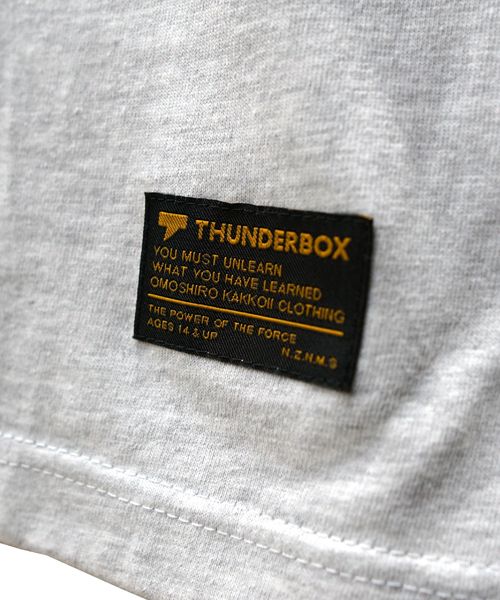 THUNDERBOX
YOU MUST UNLEARN
WHAT YOU HAVE LEARNED
OMOSHIRO KAKKOII CLOTHING
THE POWER OF THE FORCE
AGES 14 & UP
N.Z.N.M.S